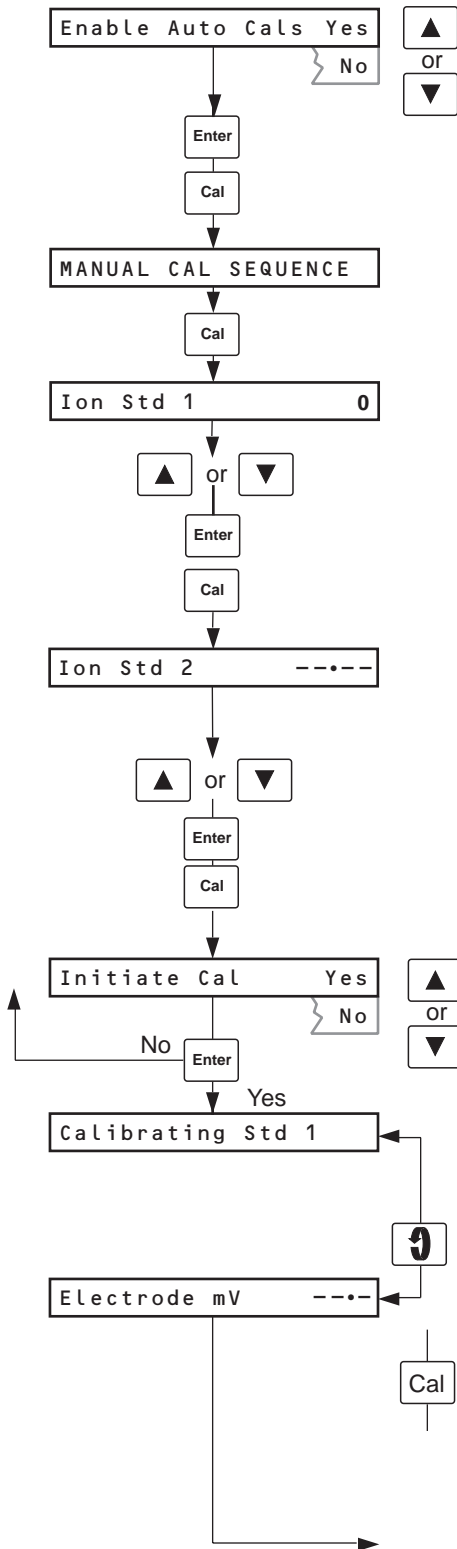 Enable Auto Cals Yes
No
or
Enter
Cal
MANUAL CAL SEQUENCE
Cal
Ion Std 1 0
or
Enter
Cal
Ion Std 2 --.--
or
Enter
Cal
Initiate Cal Yes
No
or
No
Enter
Yes
Calibrating Std 1
Electrode mV --.-
Cal